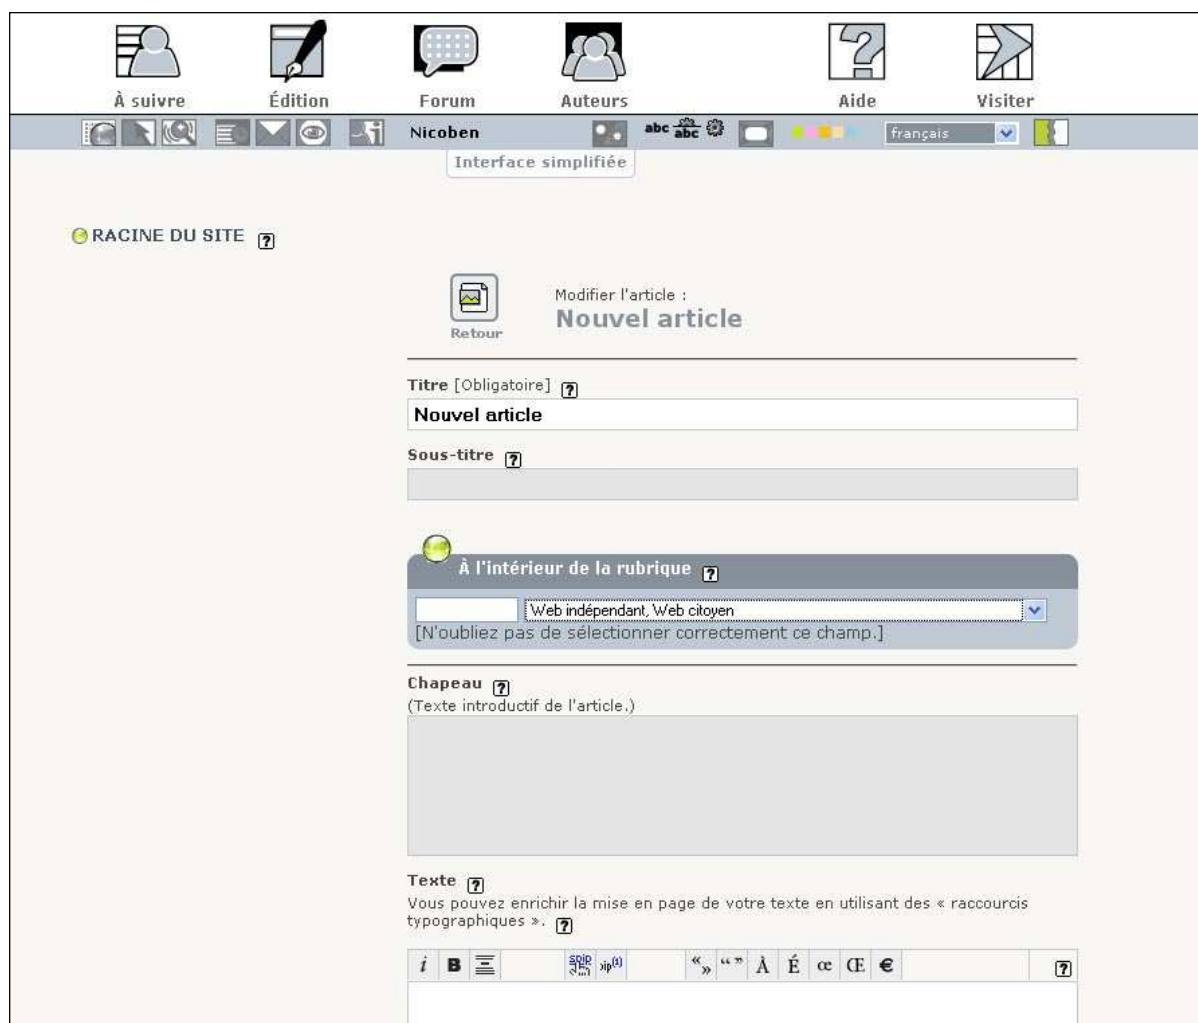 À suivre
Édition
Forum
Auteurs
Aide
Visiter
Nicoben
abc
abc
français
Interface simplifiée
RACINE DU SITE ?
Retour
Modifier l'article :
Nouvel article
Titre [Obligatoire] ?
Nouvel article
Sous-titre ?
À l'intérieur de la rubrique ?
Web indépendant, Web citoyen
[N'oubliez pas de sélectionner correctement ce champ.]
Chapeau ?
(Texte introductif de l'article.)
Texte ?
Vous pouvez enrichir la mise en page de votre texte en utilisant des « raccourcis
typographiques ». ?
i B « » “ ” À É œ Œ € ?